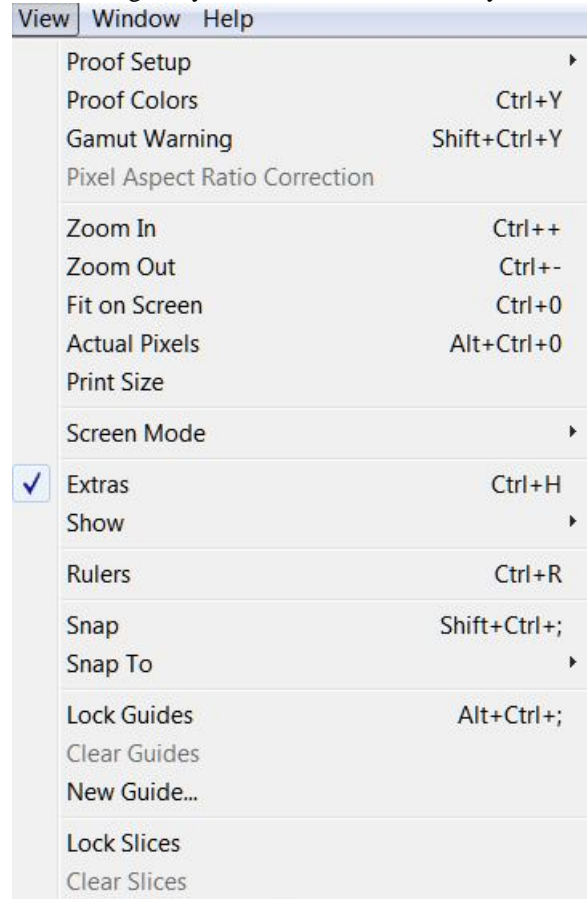 View Window Help
Proof Setup
Proof Colors Ctrl+Y
Gamut Warning Shift+Ctrl+Y
Pixel Aspect Ratio Correction
Zoom In Ctrl++
Zoom Out Ctrl+-
Fit on Screen Ctrl+0
Actual Pixels Alt+Ctrl+0
Print Size
Screen Mode
Extras Ctrl+H
Show
Rulers Ctrl+R
Snap Shift+Ctrl+;
Snap To
Lock Guides Alt+Ctrl+;
Clear Guides
New Guide...
Lock Slices
Clear Slices